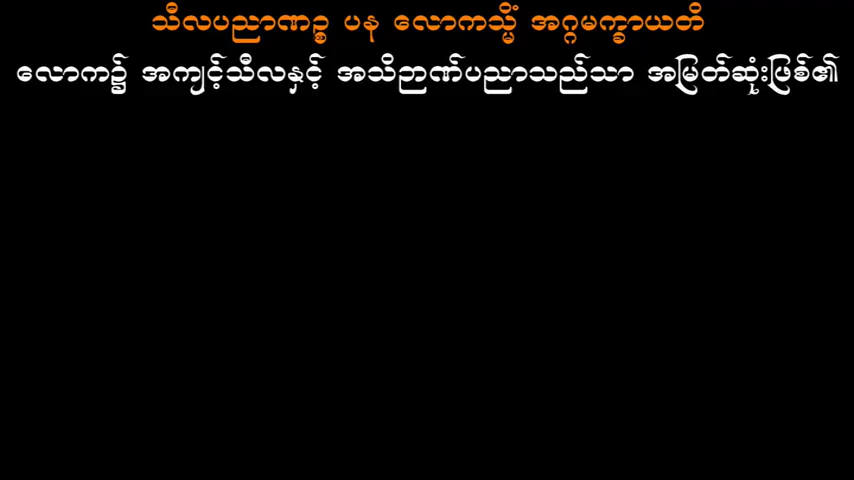 သီလပညာဏဉ္စ ပန လောကသ္မိံ အဂ္ဂမက္ခာယတိ
လောက၌ အကျင့်သီလနှင့် အသိဉာဏ်ပညာသည်သာ အမြတ်ဆုံးဖြစ်၏